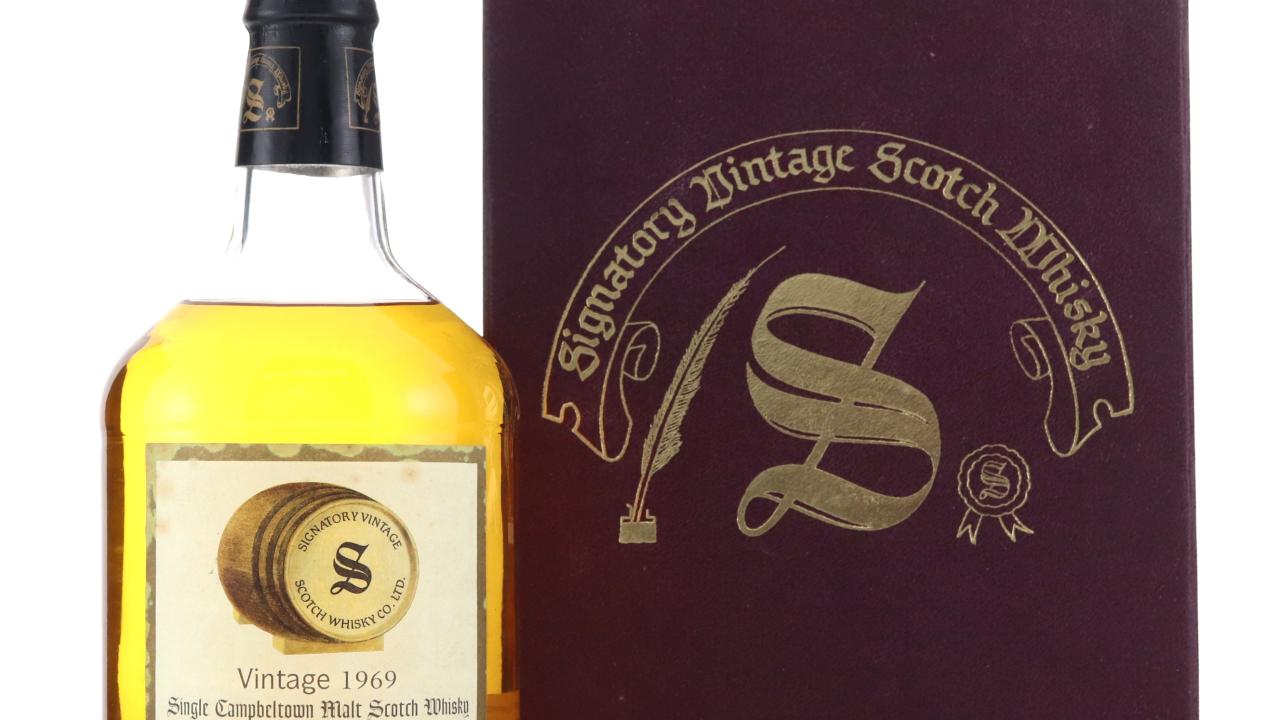 Signatory Vintage Scotch Whisky
S
S
S
SIGNATORY VINTAGE
S
SCOTCH WHISKY CO. LTD.
Vintage 1969
Single Campbeltown Malt Scotch Whisky